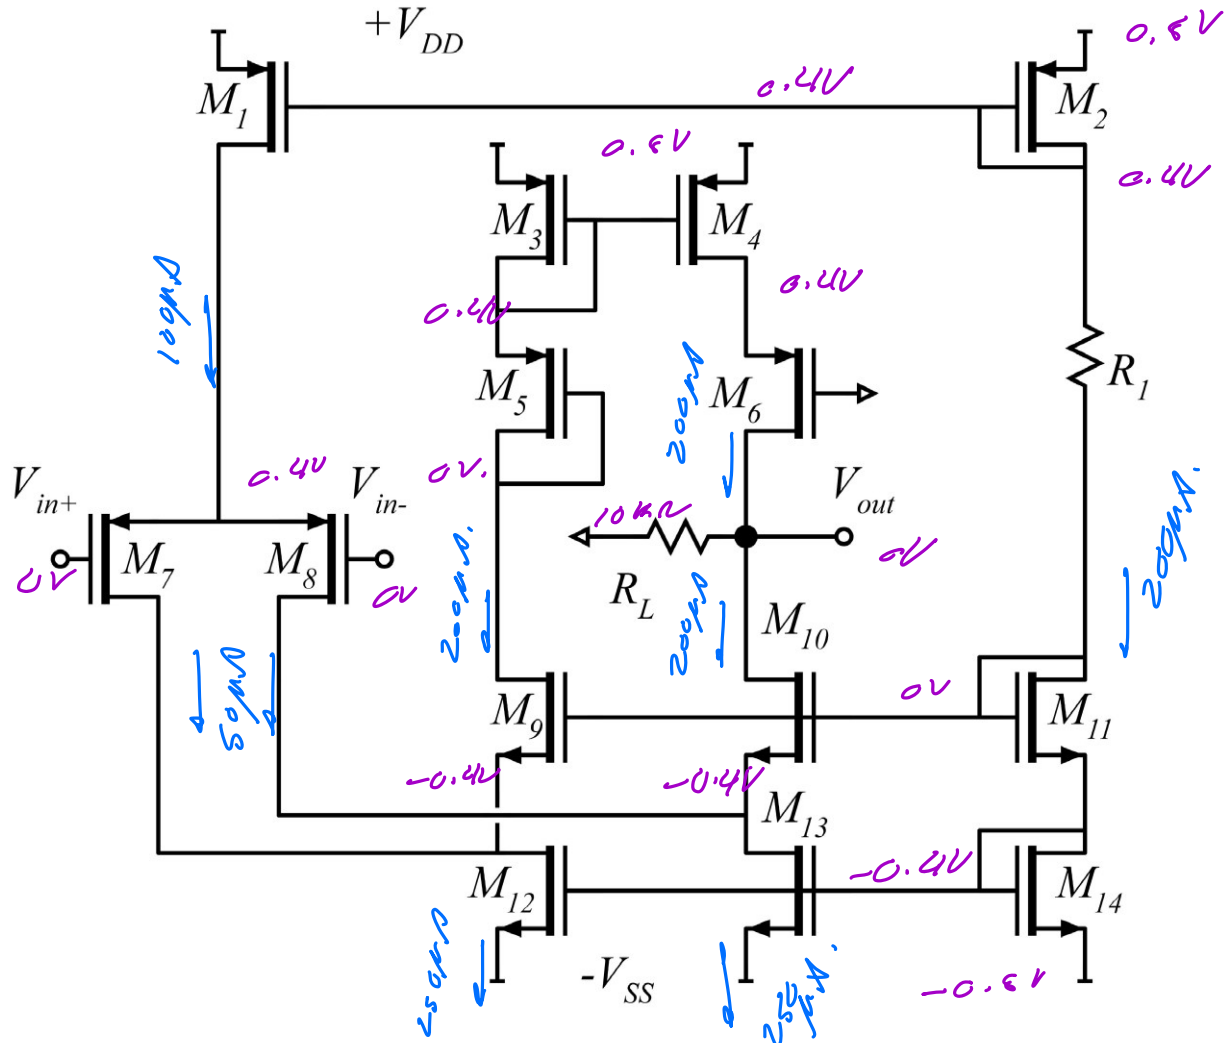 +V_DD
0.8V
M_1
0.4V
M_2
0.8V
0.4V
M_3
M_4
100µA
0.4V
0.4V
M_5
M_6
200µA
R_1
V_in+
0.4V
V_in-
0V.
V_out
10KΩ
0V
M_7
M_8
0V
0V
R_L
200µA.
200µA
200µA.
M_10
50µA
M_9
0V
M_11
-0.4V
-0.4V
M_13
M_12
-0.4V
M_14
250µA
-V_SS
250µA.
-0.8V